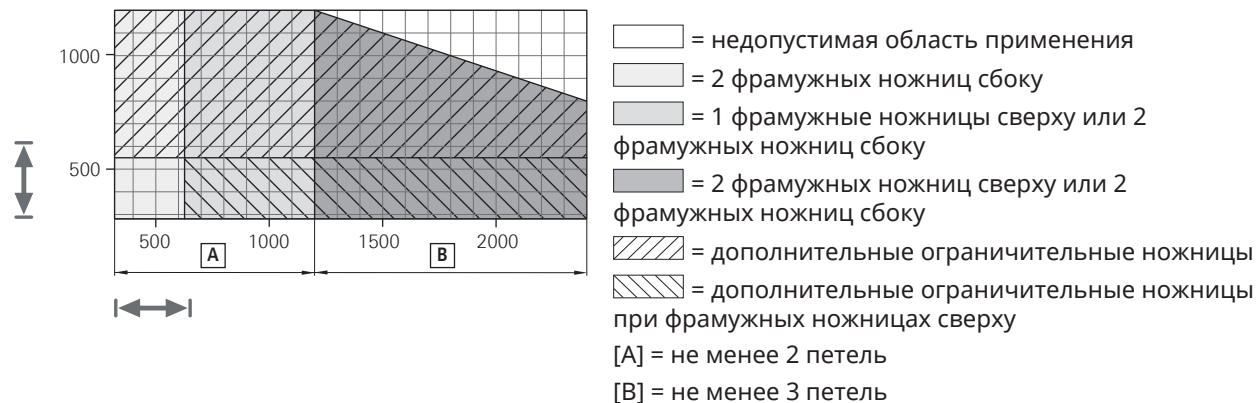 1000
500
500
1000
1500
2000
A
B
= недопустимая область применения
= 2 фрамужных ножниц сбоку
= 1 фрамужные ножницы сверху или 2
фрамужных ножниц сбоку
= 2 фрамужных ножниц сверху или 2
фрамужных ножниц сбоку
= дополнительные ограничительные ножницы
= дополнительные ограничительные ножницы
при фрамужных ножницах сверху
[A] = не менее 2 петель
[B] = не менее 3 петель